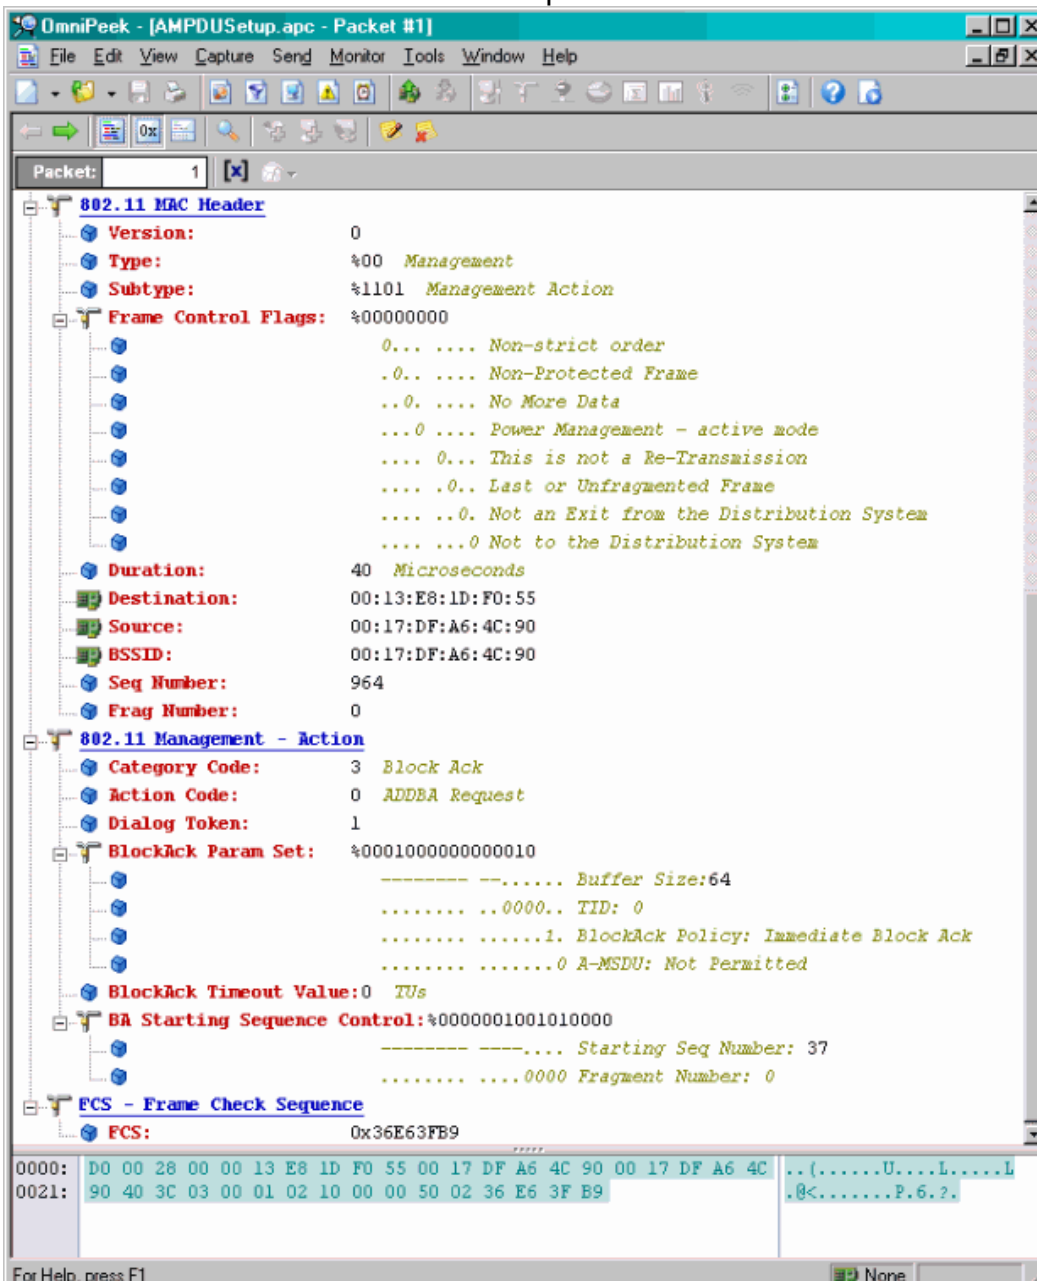 OmniPeek - [AMPDUSetup.apc - Packet #1]
File Edit View Capture Send Monitor Tools Window Help
Packet: 1
802.11 MAC Header
Version: 0
Type: %00 Management
Subtype: %1101 Management Action
Frame Control Flags: %00000000
0... .... Non-strict order
.0.. .... Non-Protected Frame
..0. .... No More Data
...0 .... Power Management - active mode
.... 0... This is not a Re-Transmission
.... .0.. Last or Unfragmented Frame
.... ..0. Not an Exit from the Distribution System
.... ...0 Not to the Distribution System
Duration: 40 Microseconds
Destination: 00:13:E8:1D:F0:55
Source: 00:17:DF:A6:4C:90
BSSID: 00:17:DF:A6:4C:90
Seq Number: 964
Frag Number: 0
802.11 Management - Action
Category Code: 3 Block Ack
Action Code: 0 ADDBA Request
Dialog Token: 1
BlockAck Param Set: %0001000000000010
-------- --...... Buffer Size:64
........ ..0000.. TID: 0
........ ......1. BlockAck Policy: Immediate Block Ack
........ .......0 A-MSDU: Not Permitted
BlockAck Timeout Value:0 TUs
BA Starting Sequence Control:%0000001001010000
-------- ----.... Starting Seq Number: 37
........ ....0000 Fragment Number: 0
FCS - Frame Check Sequence
FCS: 0x36E63FB9
0000: D0 00 28 00 00 13 E8 1D F0 55 00 17 DF A6 4C 90 00 17 DF A6 4C ..(......U....L.....L
0021: 90 40 3C 03 00 01 02 10 00 00 50 02 36 E6 3F B9 .@<.......P.6.?.
For Help, press F1 None